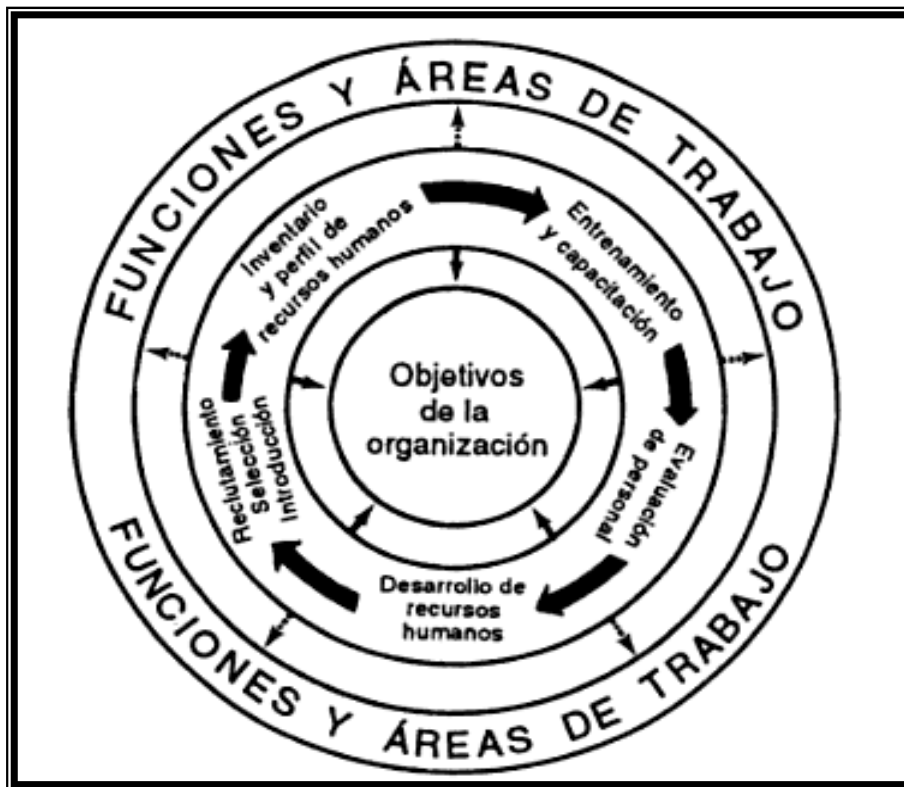 FUNCIONES Y ÁREAS DE TRABAJO
Inventario
y perfil de
recursos humanos
Entrenamiento
y capacitación
Evaluación
de personal
Desarrollo de
recursos
humanos
Reclutamiento
Selección
Introducción
Objetivos
de la
organización
FUNCIONES Y ÁREAS DE TRABAJO